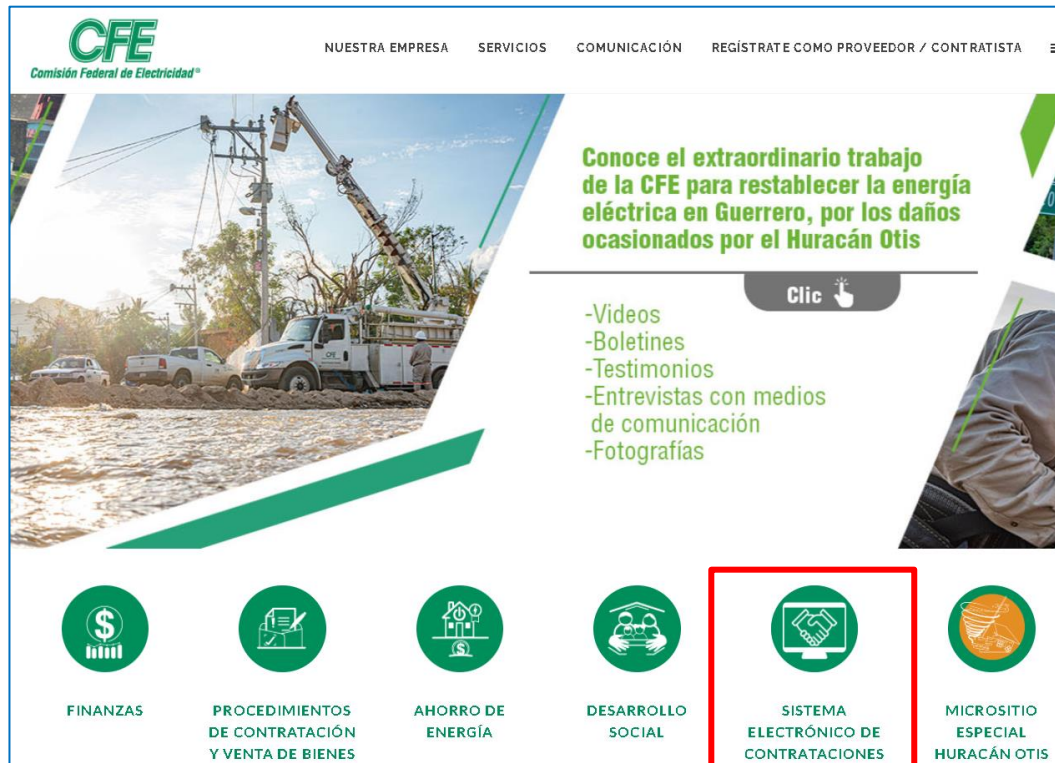 CFE
Comisión Federal de Electricidad®
NUESTRA EMPRESA SERVICIOS COMUNICACIÓN REGÍSTRATE COMO PROVEEDOR / CONTRATISTA
Conoce el extraordinario trabajo
de la CFE para restablecer la energía
eléctrica en Guerrero, por los daños
ocasionados por el Huracán Otis
Clic
-Videos
-Boletines
-Testimonios
-Entrevistas con medios
de comunicación
-Fotografías
FINANZAS
PROCEDIMIENTOS
DE CONTRATACIÓN
Y VENTA DE BIENES
AHORRO DE
ENERGÍA
DESARROLLO
SOCIAL
SISTEMA
ELECTRÓNICO DE
CONTRATACIONES
MICROSITIO
ESPECIAL
HURACÁN OTIS